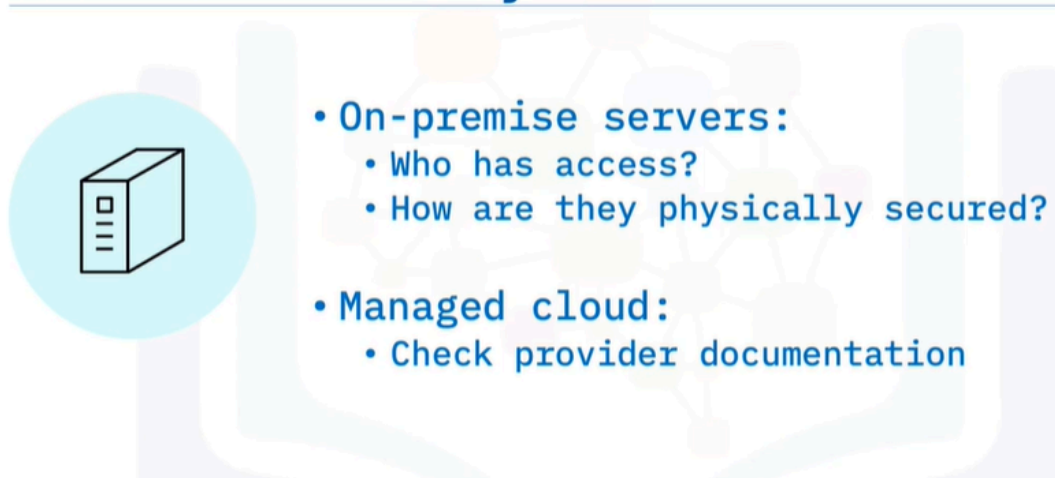 • On-premise servers:
• Who has access?
• How are they physically secured?
• Managed cloud:
• Check provider documentation